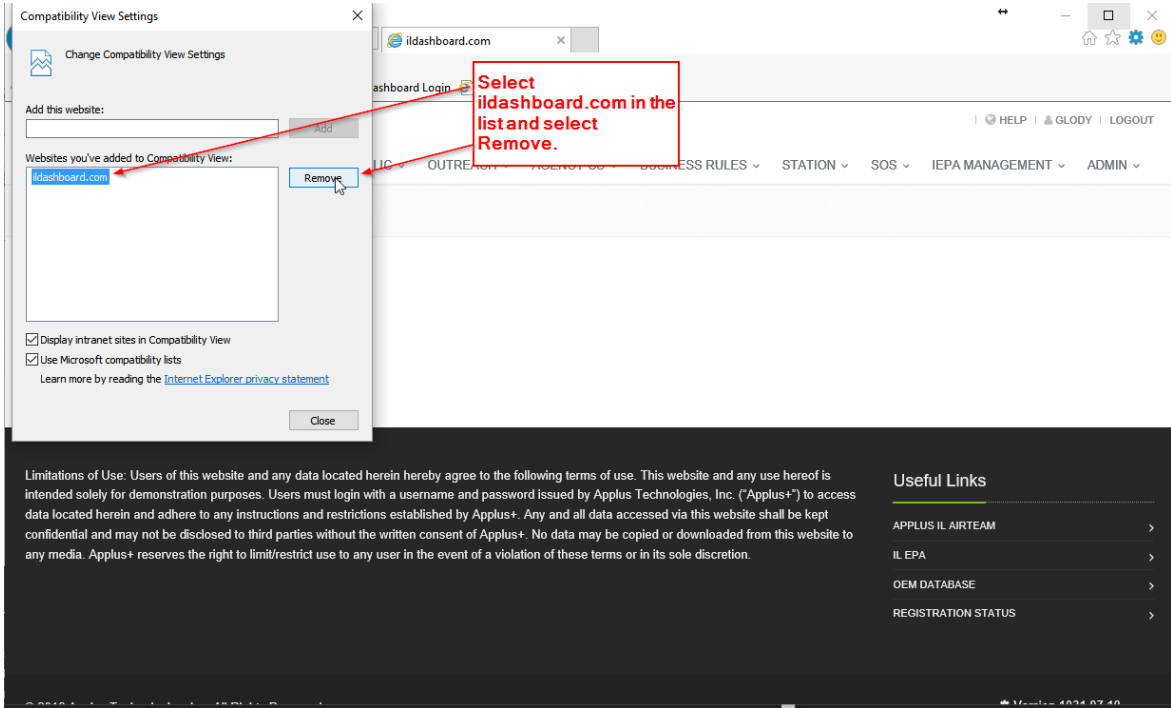 Compatibility View Settings
ildashboard.com
Change Compatibility View Settings
ashboard Login
Select
ildashboard.com in the
list and select
Remove.
Add this website:
Add
HELP | GLODY | LOGOUT
Websites you've added to Compatibility View:
OUTREACH
BUSINESS RULES
STATION
SOS
IEPA MANAGEMENT
ADMIN
ildashboard.com
Remove
Display intranet sites in Compatibility View
Use Microsoft compatibility lists
Learn more by reading the Internet Explorer privacy statement
Close
Limitations of Use: Users of this website and any data located herein hereby agree to the following terms of use. This website and any use hereof is
intended solely for demonstration purposes. Users must login with a username and password issued by Applus Technologies, Inc. (“Applus+”) to access
data located herein and adhere to any instructions and restrictions established by Applus+. Any and all data accessed via this website shall be kept
confidential and may not be disclosed to third parties without the written consent of Applus+. No data may be copied or downloaded from this website to
any media. Applus+ reserves the right to limit/restrict use to any user in the event of a violation of these terms or in its sole discretion.
Useful Links
APPLUS IL AIRTEAM
IL EPA
OEM DATABASE
REGISTRATION STATUS